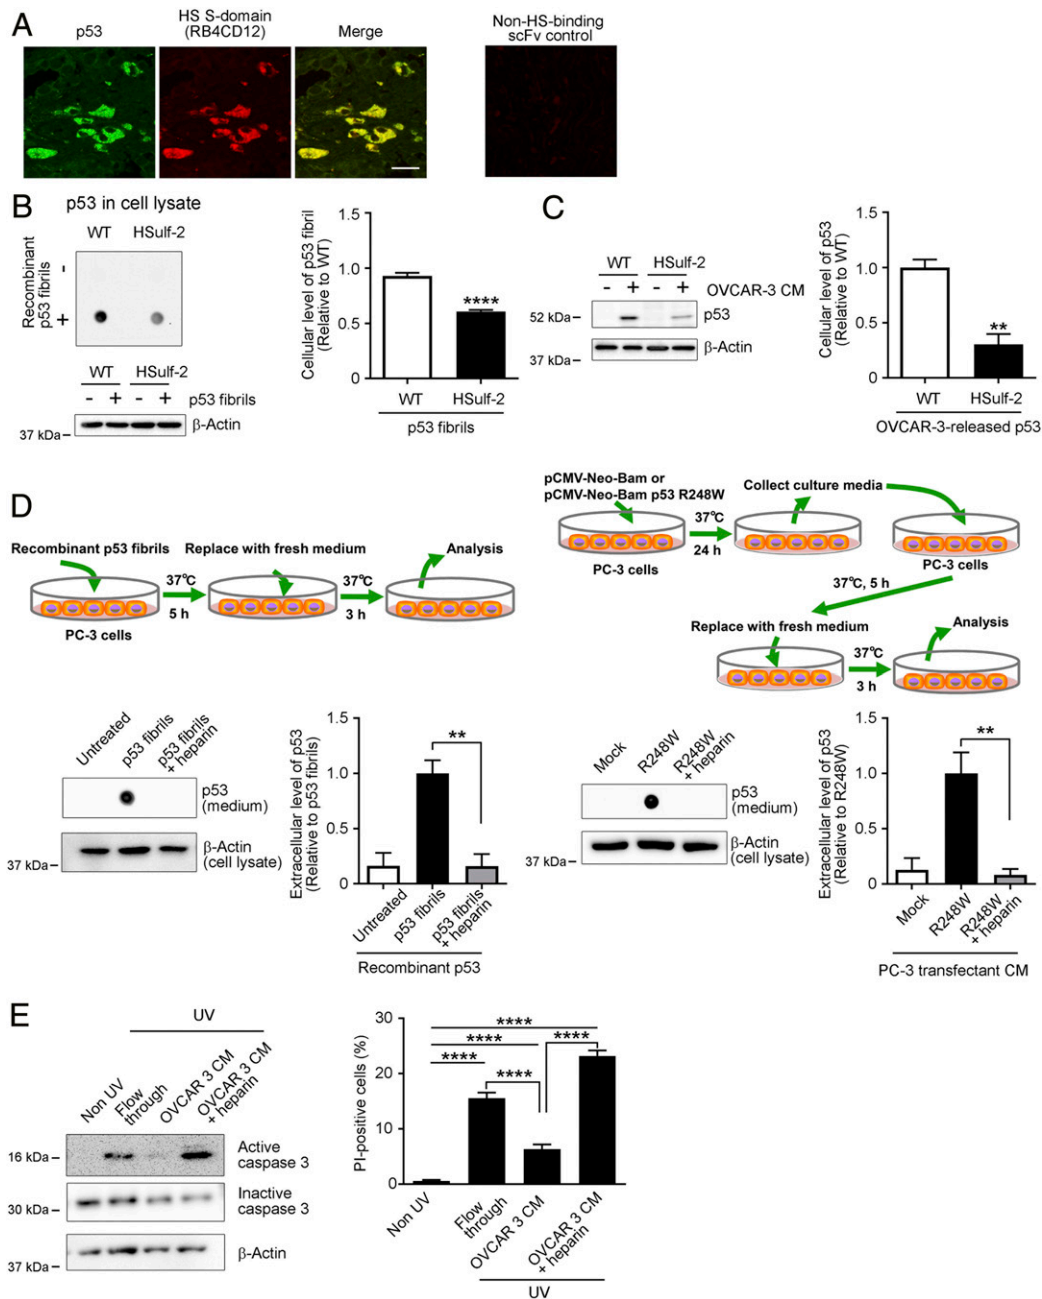 A
p53
HS S-domain
(RB4CD12)
Merge
Non-HS-binding
scFv control
B
p53 in cell lysate
WT HSulf-2
Recombinant
p53 fibrils
-
+
WT HSulf-2
- + - + p53 fibrils
37 kDa
β-Actin
Cellular level of p53 fibril
(Relative to WT)
1.5
1.0
0.5
0
****
WT HSulf-2
p53 fibrils
C
WT HSulf-2
- + - + OVCAR-3 CM
52 kDa
p53
37 kDa
β-Actin
Cellular level of p53
(Relative to WT)
1.5
1.0
0.5
0
**
WT HSulf-2
OVCAR-3-released p53
D
Recombinant p53 fibrils
Replace with fresh medium
Analysis
37°C
5 h
37°C
3 h
PC-3 cells
pCMV-Neo-Bam or
pCMV-Neo-Bam p53 R248W
Collect culture media
37°C
24 h
PC-3 cells
PC-3 cells
37°C, 5 h
Replace with fresh medium
Analysis
37°C
3 h
Untreated
p53 fibrils
p53 fibrils
+ heparin
p53
(medium)
β-Actin
(cell lysate)
37 kDa
Extracellular level of p53
(Relative to p53 fibrils)
1.5
1.0
0.5
0
**
Untreated
p53 fibrils
p53 fibrils
+ heparin
Recombinant p53
Mock
R248W
R248W
+ heparin
p53
(medium)
β-Actin
(cell lysate)
37 kDa
Extracellular level of p53
(Relative to R248W)
1.5
1.0
0.5
0
**
Mock
R248W
R248W
+ heparin
PC-3 transfectant CM
E
UV
Non UV
Flow
through
OVCAR 3 CM
OVCAR 3 CM
+ heparin
16 kDa
Active
caspase 3
30 kDa
Inactive
caspase 3
37 kDa
β-Actin
PI-positive cells (%)
30
20
10
0
****
****
****
****
****
Non UV
Flow
through
OVCAR 3 CM
OVCAR 3 CM
+ heparin
UV